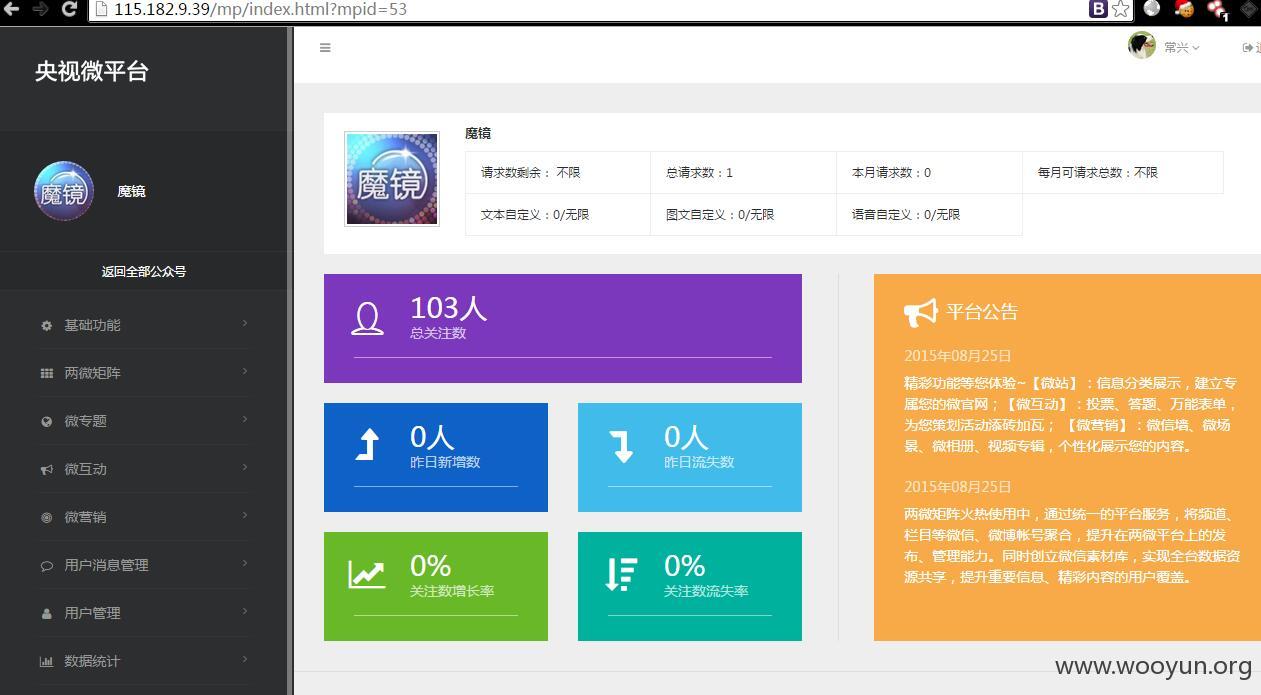 115.182.9.39/mp/index.html?mpid=53
B
1
央视微平台
常兴
魔镜
魔镜
返回全部公众号
基础功能
两微矩阵
微专题
微互动
微营销
用户消息管理
用户管理
数据统计
魔镜
魔镜
请求数剩余： 不限
总请求数：1
本月请求数：0
每月可请求总数：不限
文本自定义：0/无限
图文自定义：0/无限
语音自定义：0/无限
103人
总关注数
0人
昨日新增数
0人
昨日流失数
0%
关注数增长率
0%
关注数流失率
平台公告
2015年08月25日
精彩功能等您体验~【微站】：信息分类展示，建立专
属您的微官网；【微互动】：投票、答题、万能表单，
为您策划活动添砖加瓦； 【微营销】：微信墙、微场
景、微相册、视频专辑，个性化展示您的内容。
2015年08月25日
两微矩阵火热使用中，通过统一的平台服务，将频道、
栏目等微信、微博帐号聚合，提升在两微平台上的发
布、管理能力。同时创立微信素材库，实现全台数据资
源共享，提升重要信息、精彩内容的用户覆盖。
www.wooyun.org